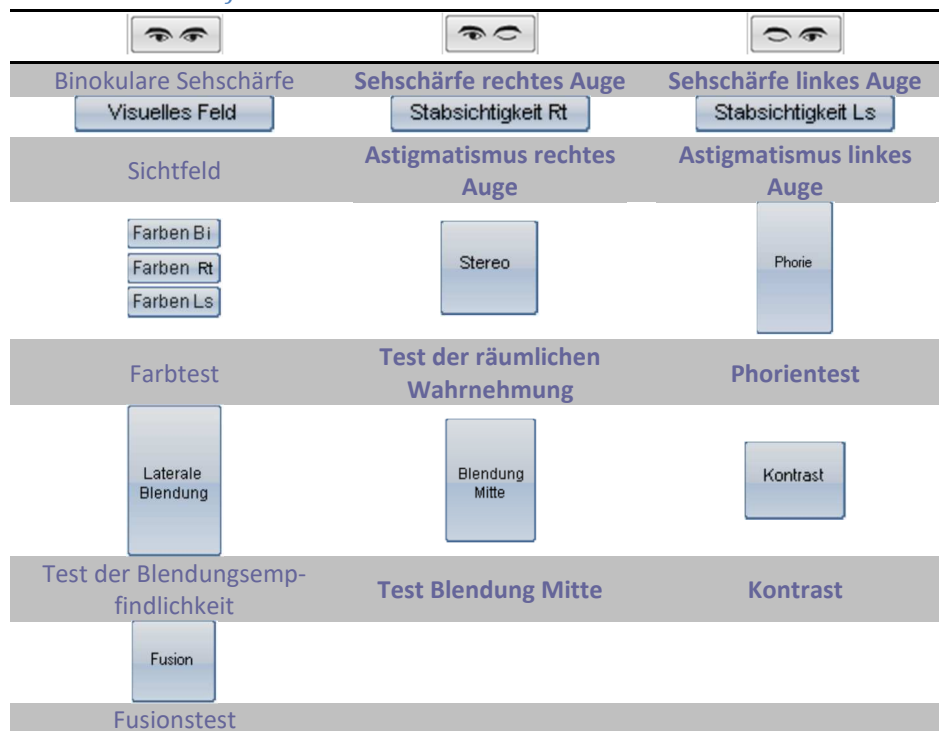 Binokulare Sehschärfe
Sehschärfe rechtes Auge
Sehschärfe linkes Auge
Visuelles Feld
Stabsichtigkeit Rt
Stabsichtigkeit Ls
Sichtfeld
Astigmatismus rechtes
Auge
Astigmatismus linkes
Auge
Farben Bi
Farben Rt
Farben Ls
Stereo
Phorie
Farbtest
Test der räumlichen
Wahrnehmung
Phorientest
Laterale
Blendung
Blendung
Mitte
Kontrast
Test der Blendungsemp-
findlichkeit
Test Blendung Mitte
Kontrast
Fusion
Fusionstest